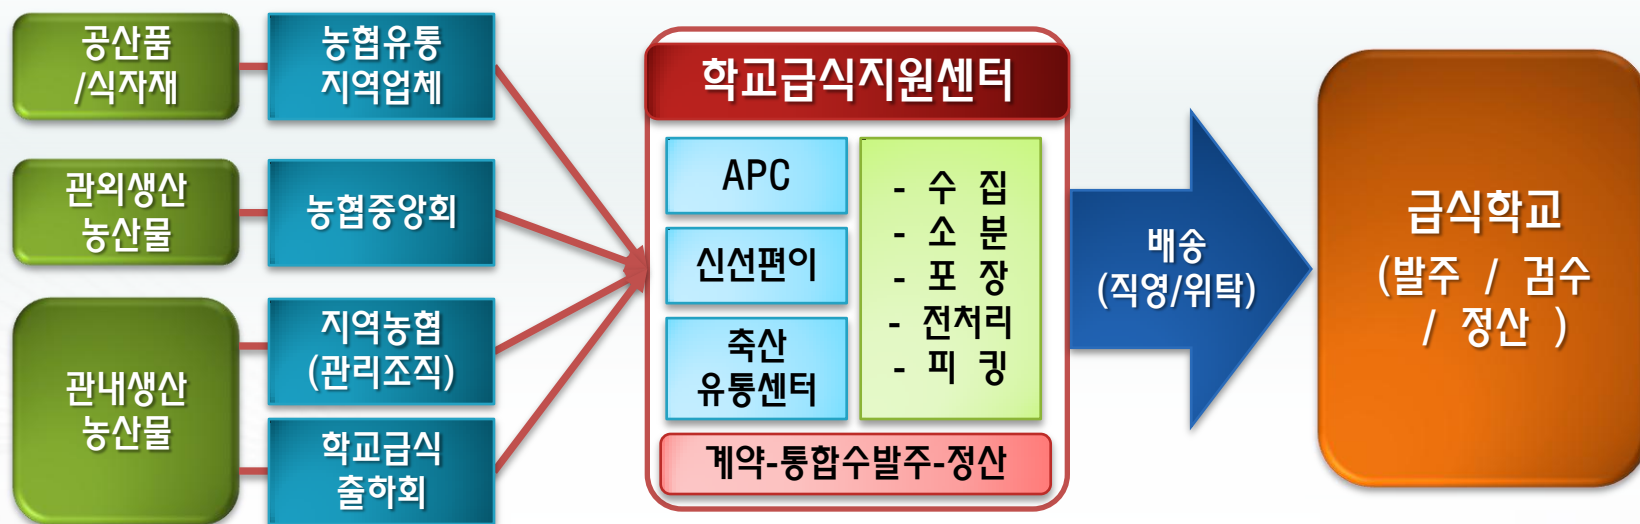 공산품
/식자재
농협유통
지역업체
관외생산
농산물
농협중앙회
관내생산
농산물
지역농협
(관리조직)
학교급식
출하회
학교급식지원센터
APC
신선편이
축산
유통센터
- 수 집
- 소 분
- 포 장
- 전처리
- 피 킹
계약-통합수발주-정산
배송
(직영/위탁)
급식학교
(발주 / 검수
/ 정산 )